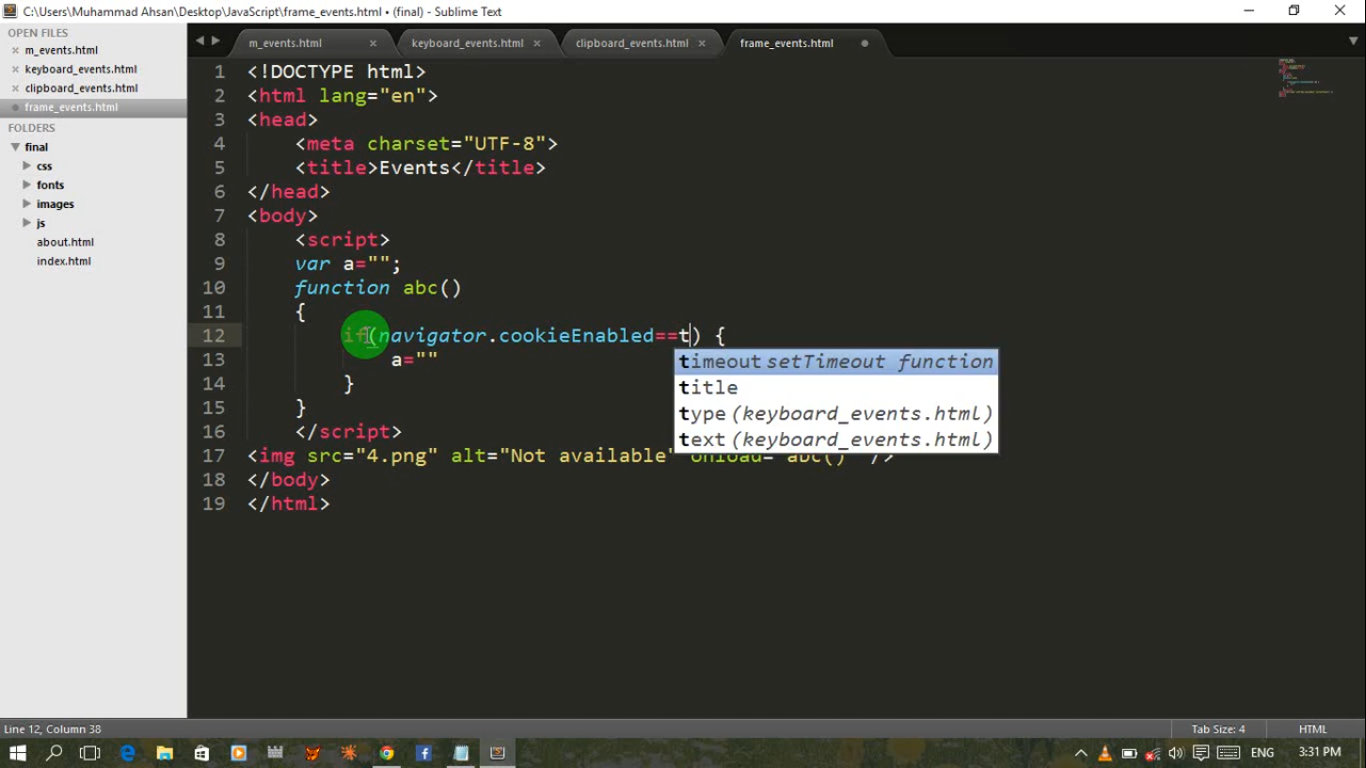 C:\Users\Muhammad Ahsan\Desktop\JavaScript\frame_events.html • (final) - Sublime Text
OPEN FILES
m_events.html
keyboard_events.html
clipboard_events.html
frame_events.html
FOLDERS
final
css
fonts
images
js
about.html
index.html
m_events.html × keyboard_events.html × clipboard_events.html × frame_events.html
1 <!DOCTYPE html>
2 <html lang="en">
3 <head>
4 <meta charset="UTF-8">
5 <title>Events</title>
6 </head>
7 <body>
8 <script>
9 var a="";
10 function abc()
11 {
12 if(navigator.cookieEnabled==t) {
13 a=""
14 }
15 }
16 </script>
17 <img src="4.png" alt="Not available" onload="abc()" />
18 </body>
19 </html>
timeout setTimeout function
title
type (keyboard_events.html)
text (keyboard_events.html)
Line 12, Column 38 Tab Size: 4 HTML
ENG 3:31 PM